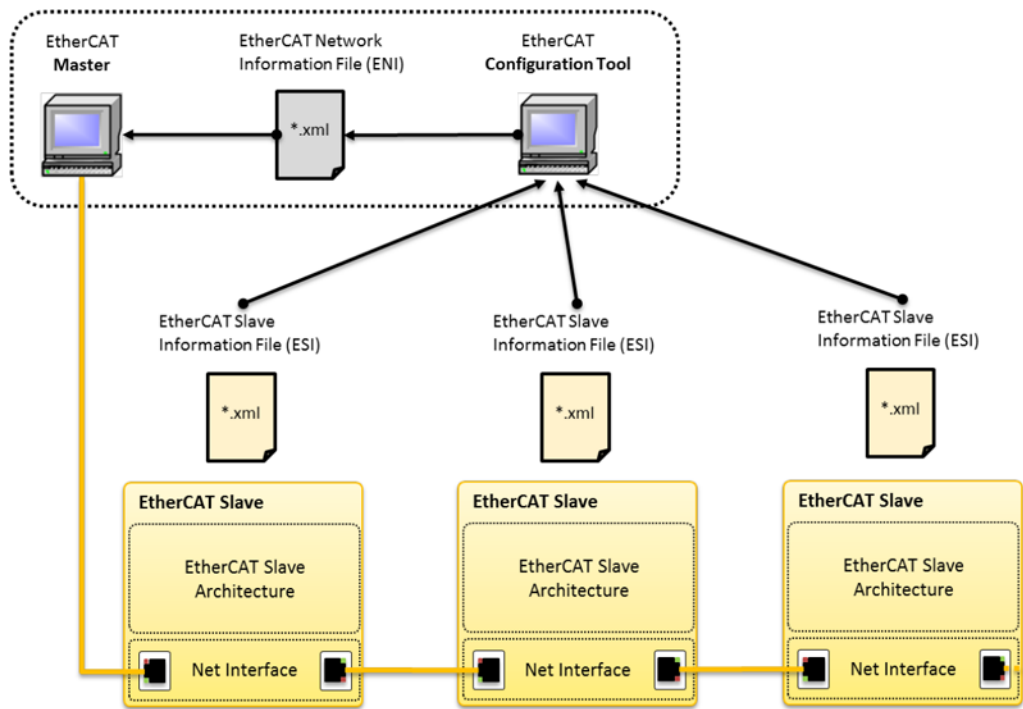 EtherCAT
Master
EtherCAT Network
Information File (ENI)
EtherCAT
Configuration Tool
*.xml
EtherCAT Slave
Information File (ESI)
EtherCAT Slave
Information File (ESI)
EtherCAT Slave
Information File (ESI)
*.xml
*.xml
*.xml
EtherCAT Slave
EtherCAT Slave
Architecture
Net Interface
EtherCAT Slave
EtherCAT Slave
Architecture
Net Interface
EtherCAT Slave
EtherCAT Slave
Architecture
Net Interface